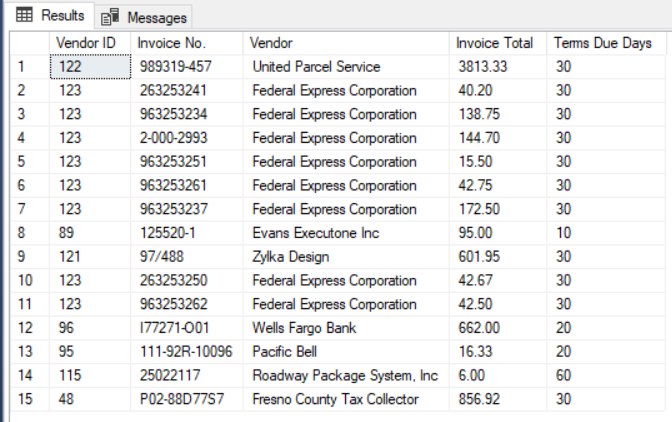 Results Messages
Vendor ID Invoice No. Vendor Invoice Total Terms Due Days
1 122 989319-457 United Parcel Service 3813.33 30
2 123 263253241 Federal Express Corporation 40.20 30
3 123 963253234 Federal Express Corporation 138.75 30
4 123 2-000-2993 Federal Express Corporation 144.70 30
5 123 963253251 Federal Express Corporation 15.50 30
6 123 963253261 Federal Express Corporation 42.75 30
7 123 963253237 Federal Express Corporation 172.50 30
8 89 125520-1 Evans Executone Inc 95.00 10
9 121 97/488 Zylka Design 601.95 30
10 123 263253250 Federal Express Corporation 42.67 30
11 123 963253262 Federal Express Corporation 42.50 30
12 96 I77271-O01 Wells Fargo Bank 662.00 20
13 95 111-92R-10096 Pacific Bell 16.33 20
14 115 25022117 Roadway Package System, Inc 6.00 60
15 48 P02-88D77S7 Fresno County Tax Collector 856.92 30